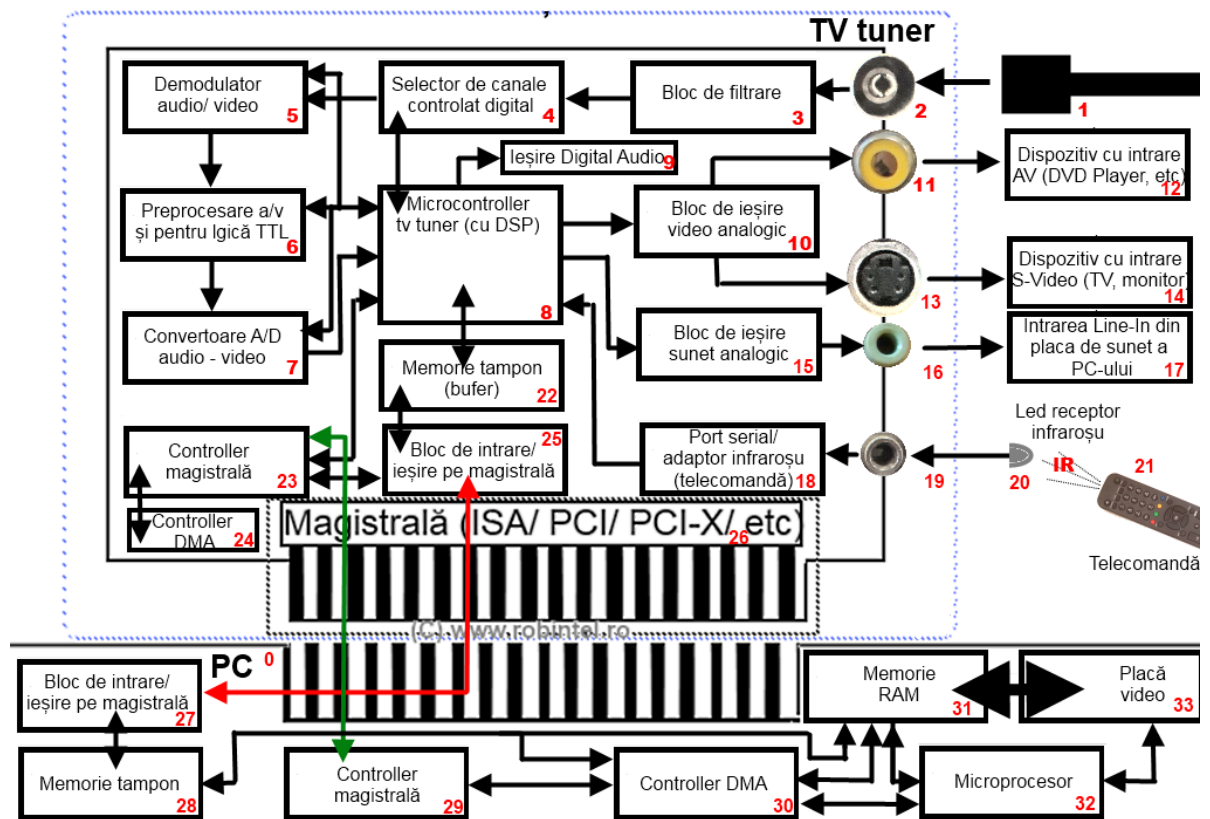 TV tuner
Demodulator
audio/ video
5
Selector de canale
controlat digital
4
Bloc de filtrare
3
2
1
Ieșire Digital Audio
9
11
Dispozitiv cu intrare
AV (DVD Player, etc)
12
Preprocesare a/v
și pentru lgică TTL
6
Microcontroller
tv tuner (cu DSP)
8
Bloc de ieșire
video analogic
10
13
Dispozitiv cu intrare
S-Video (TV, monitor)
14
Convertoare A/D
audio - video
7
Bloc de ieșire
sunet analogic
15
16
Intrarea Line-In din
placa de sunet a
PC-ului
17
Memorie tampon
(bufer)
22
Controller
magistrală
23
Bloc de intrare/
ieșire pe magistrală
25
Port serial/
adaptor infraroșu
(telecomandă)
18
19
Led receptor
infraroșu
20
IR
21
Telecomandă
Controller
DMA
24
Magistrală (ISA/ PCI/ PCI-X/ etc)
26
(C) www.robintel.ro
PC
0
Bloc de intrare/
ieșire pe magistrală
27
Memorie
RAM
31
Placă
video
33
Memorie tampon
28
Controller
magistrală
29
Controller DMA
30
Microprocesor
32